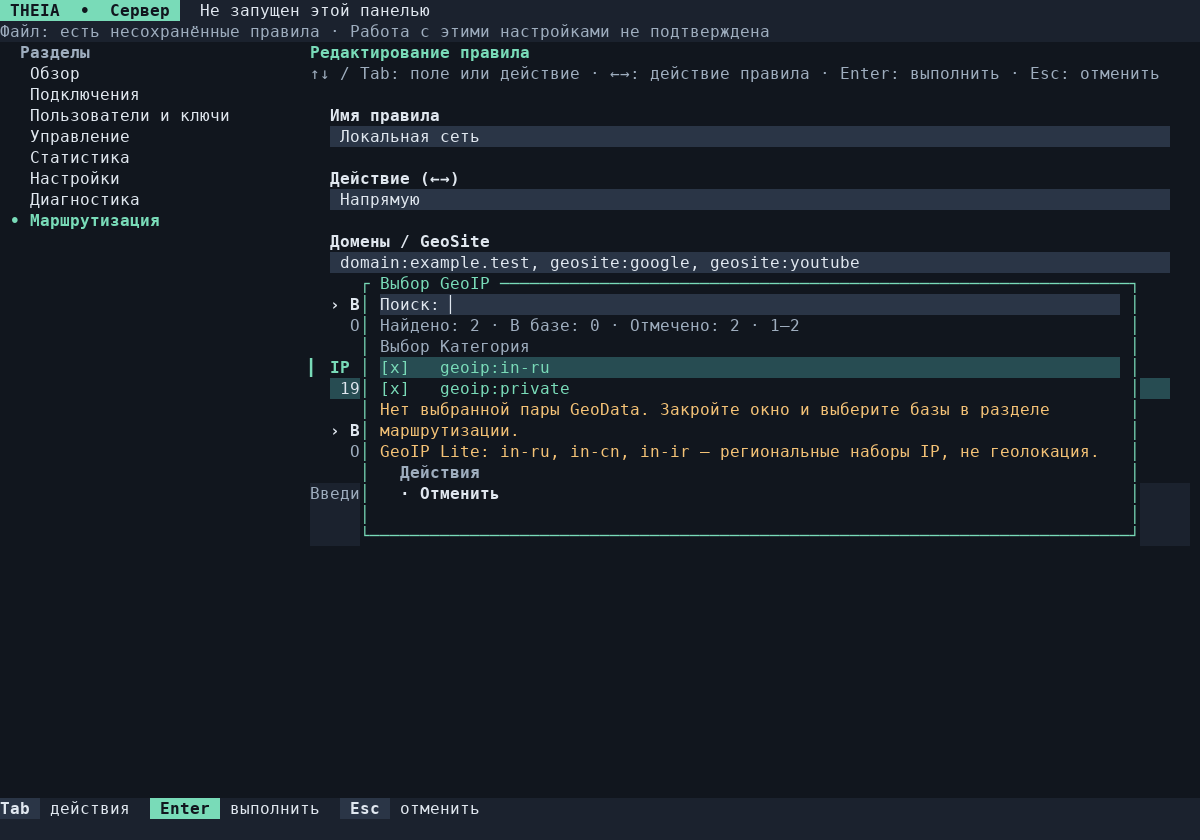 THEIA • Сервер Не запущен этой панелью
Файл: есть несохранённые правила · Работа с этими настройками не подтверждена
Разделы
Обзор
Подключения
Пользователи и ключи
Управление
Статистика
Настройки
Диагностика
• Маршрутизация
Редактирование правила
↑↓ / Tab: поле или действие · ←→: действие правила · Enter: выполнить · Esc: отменить
Имя правила
Локальная сеть
Действие (←→)
Напрямую
Домены / GeoSite
domain:example.test, geosite:google, geosite:youtube
Выбор GeoIP
› В
Поиск:
О
Найдено: 2 · В базе: 0 · Отмечено: 2 · 1–2
Выбор Категория
IP
[x] geoip:in-ru
19
[x] geoip:private
Нет выбранной пары GeoData. Закройте окно и выберите базы в разделе
› В
маршрутизации.
О
GeoIP Lite: in-ru, in-cn, in-ir — региональные наборы IP, не геолокация.
Действия
Введи
· Отменить
Tab действия Enter выполнить Esc отменить